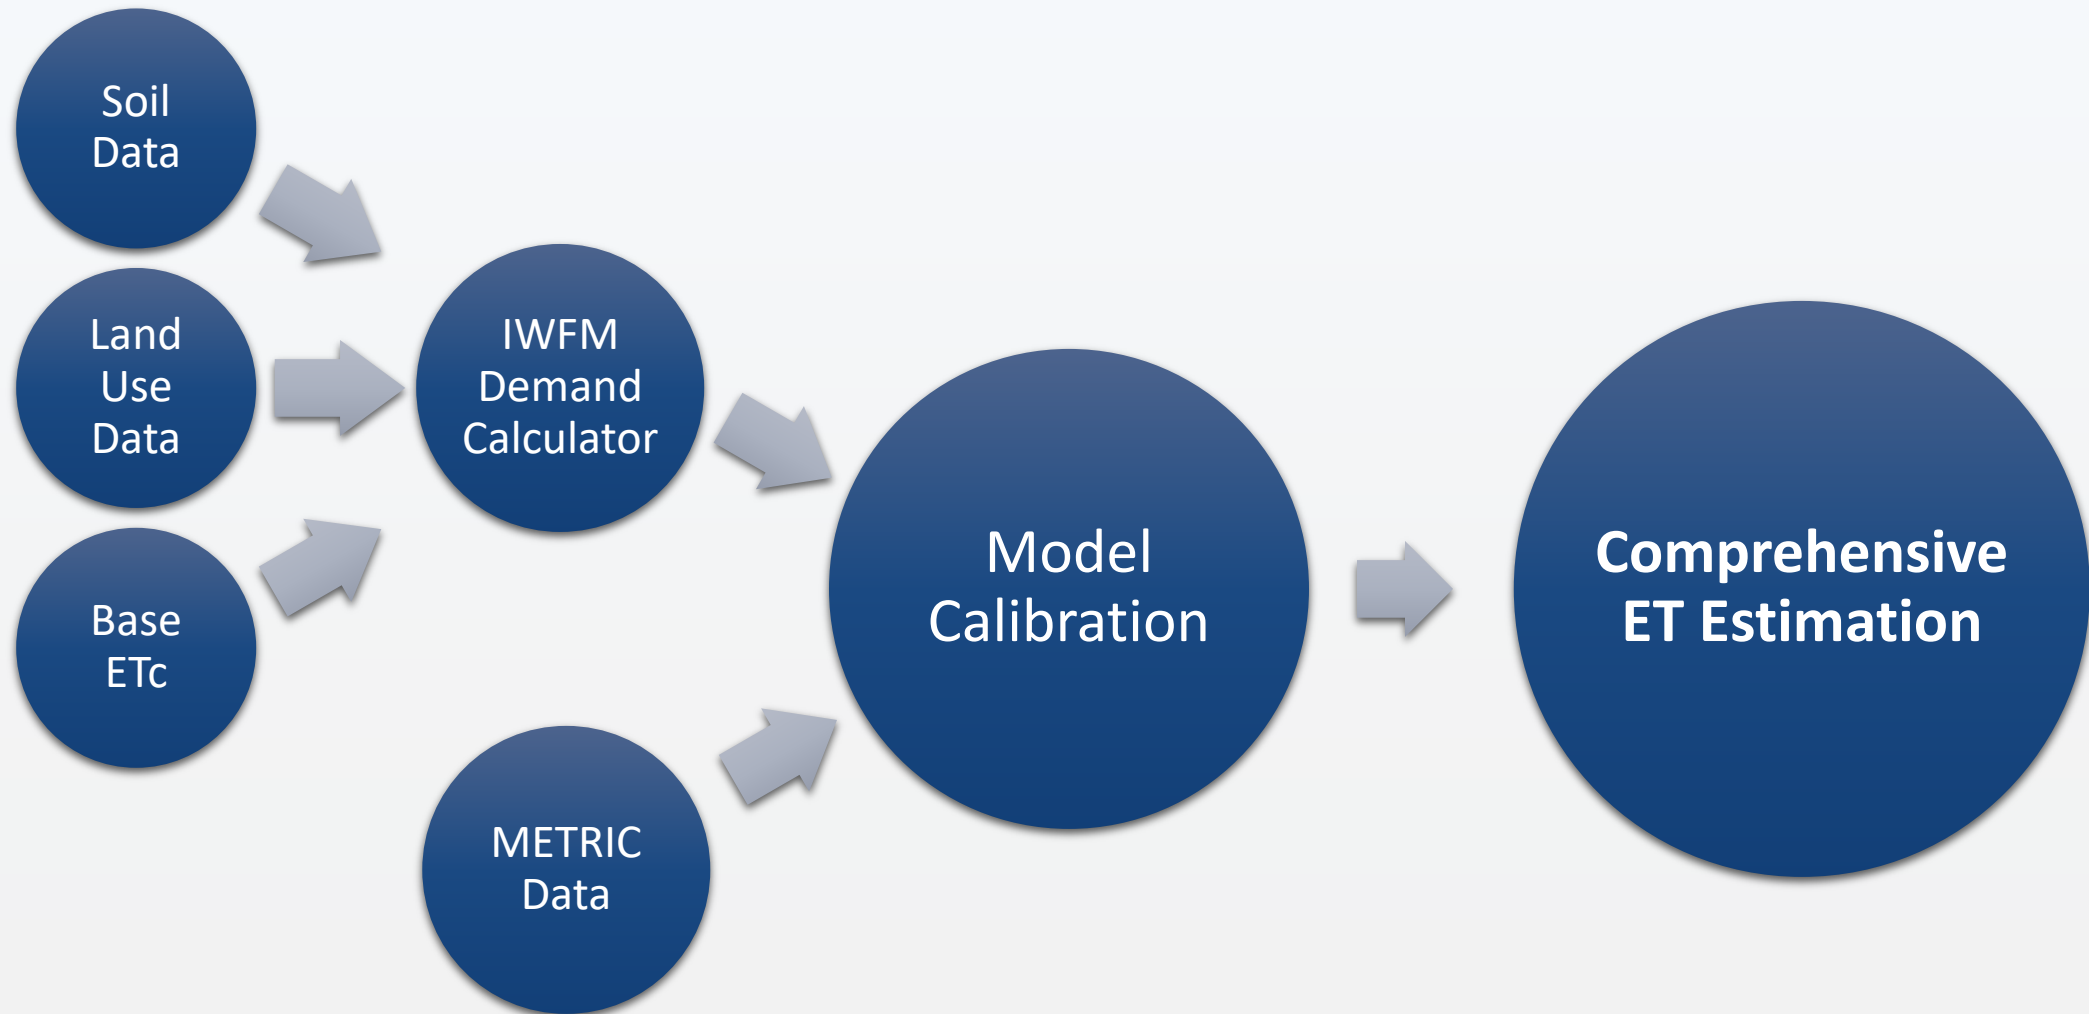 Soil
Data
Land
Use
Data
Base
ETc
IWFM
Demand
Calculator
METRIC
Data
Model
Calibration
Comprehensive
ET Estimation